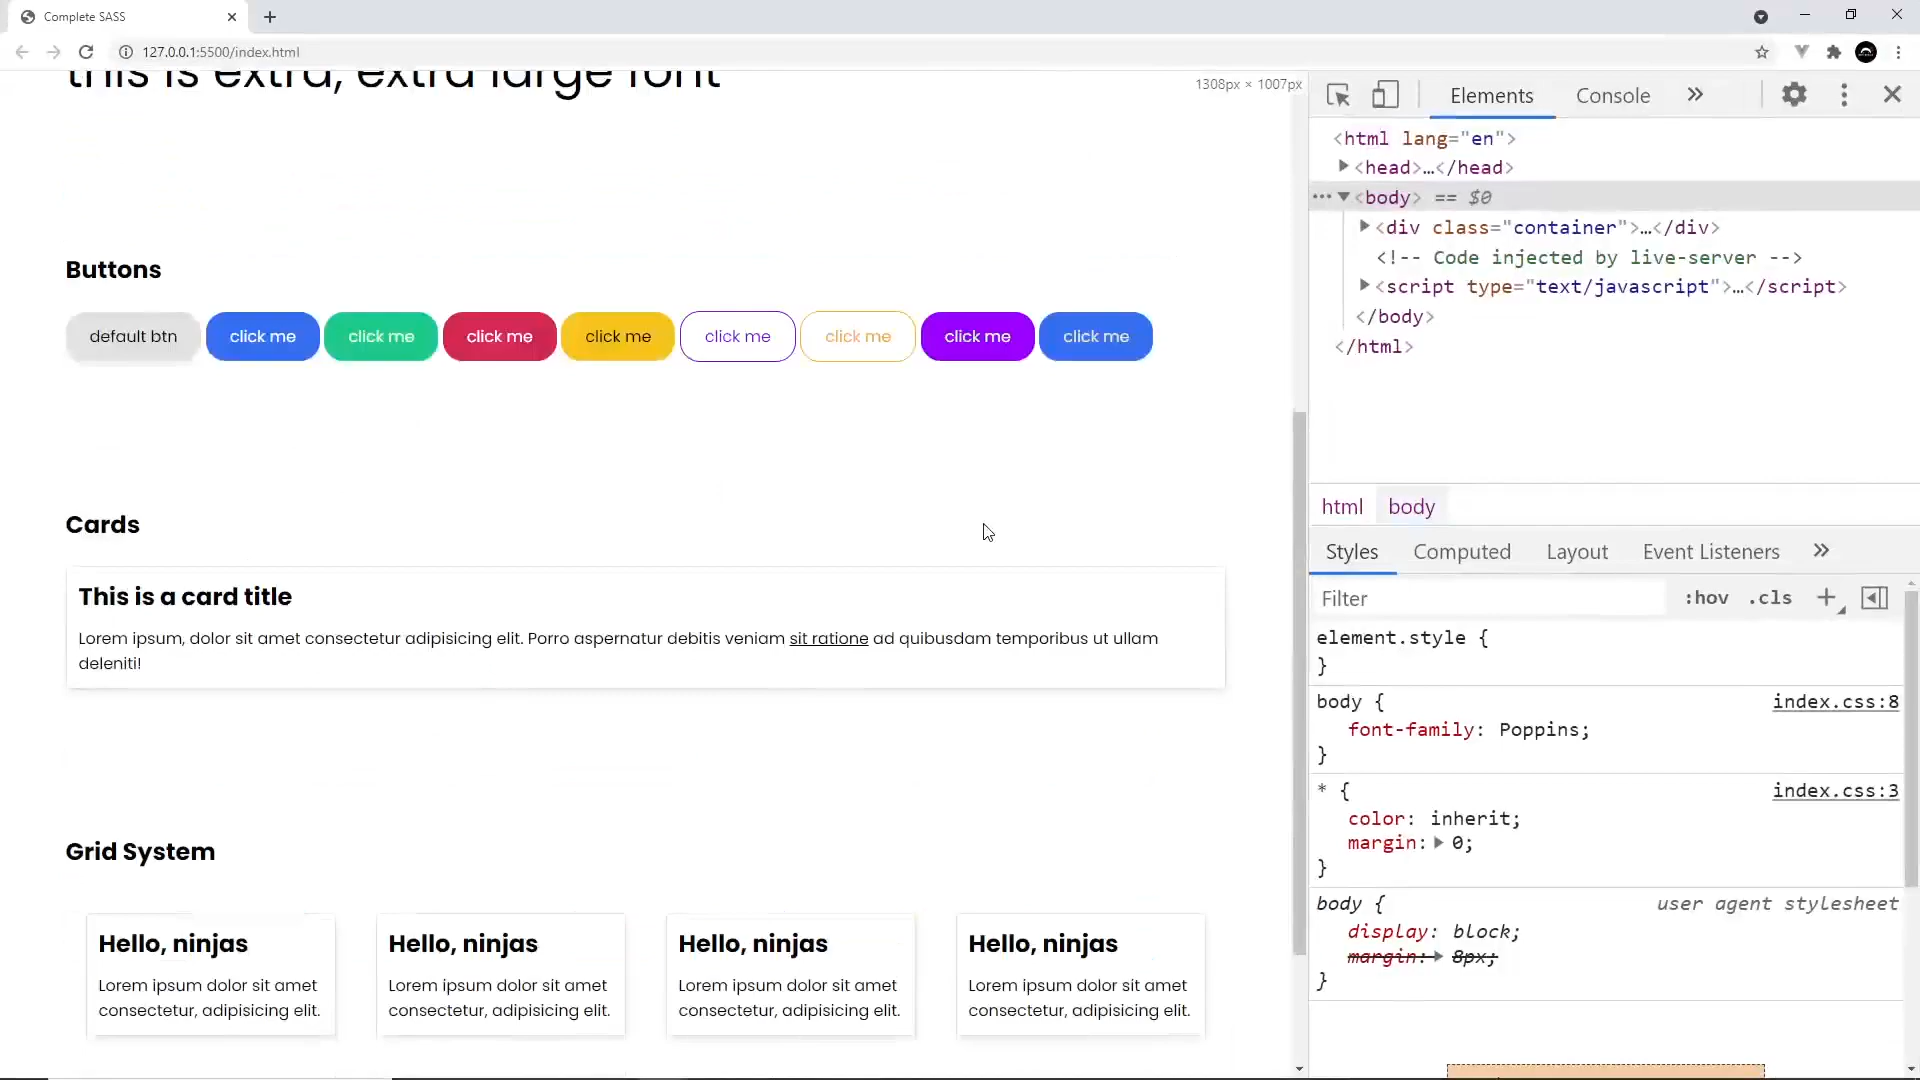 Complete SASS
127.0.0.1:5500/index.html
this is extra, extra large font
1308px × 1007px
Buttons
default btn
click me
click me
click me
click me
click me
click me
click me
click me
Cards
This is a card title
Lorem ipsum, dolor sit amet consectetur adipisicing elit. Porro aspernatur debitis veniam sit ratione ad quibusdam temporibus ut ullam
deleniti!
Grid System
Hello, ninjas
Lorem ipsum dolor sit amet
consectetur, adipisicing elit.
Hello, ninjas
Lorem ipsum dolor sit amet
consectetur, adipisicing elit.
Hello, ninjas
Lorem ipsum dolor sit amet
consectetur, adipisicing elit.
Hello, ninjas
Lorem ipsum dolor sit amet
consectetur, adipisicing elit.
Elements
Console
<html lang="en">
<head>…</head>
<body> == $0
<div class="container">…</div>
<!-- Code injected by live-server -->
<script type="text/javascript">…</script>
</body>
</html>
html
body
Styles
Computed
Layout
Event Listeners
Filter
:hov
.cls
element.style {
}
body {
index.css:8
font-family: Poppins;
}
* {
index.css:3
color: inherit;
margin: 0;
}
body {
user agent stylesheet
display: block;
margin: 8px;
}